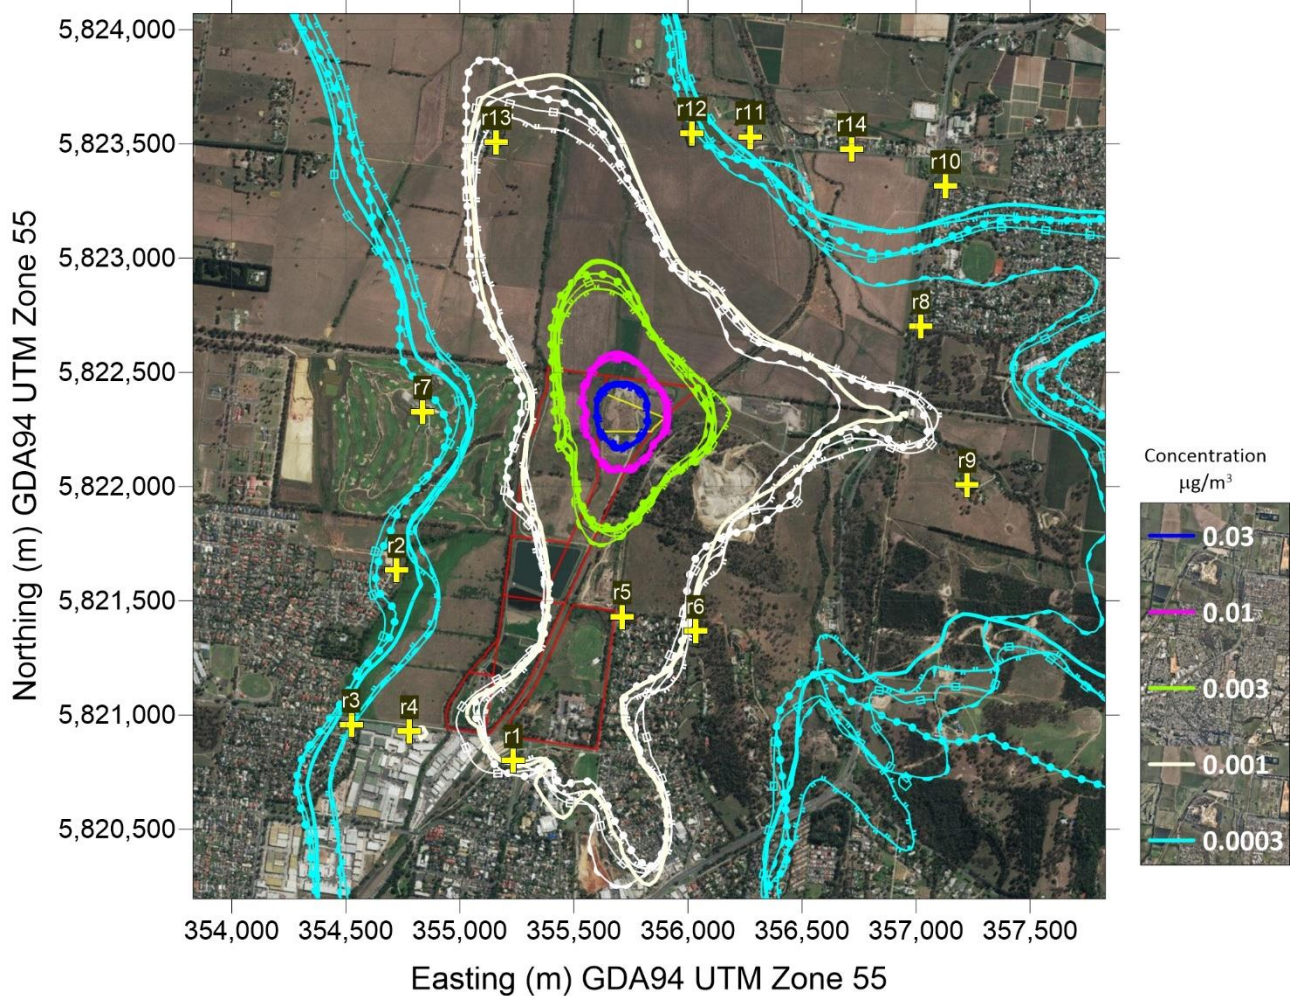 5,824,000
5,823,500
5,823,000
5,822,500
5,822,000
5,821,500
5,821,000
5,820,500
Northing (m) GDA94 UTM Zone 55
r12
r11
r14
r13
r10
r8
r7
r9
r2
r5
r6
r3
r4
r1
354,000
354,500
355,000
355,500
356,000
356,500
357,000
357,500
Easting (m) GDA94 UTM Zone 55
Concentration
µg/m³
0.03
0.01
0.003
0.001
0.0003